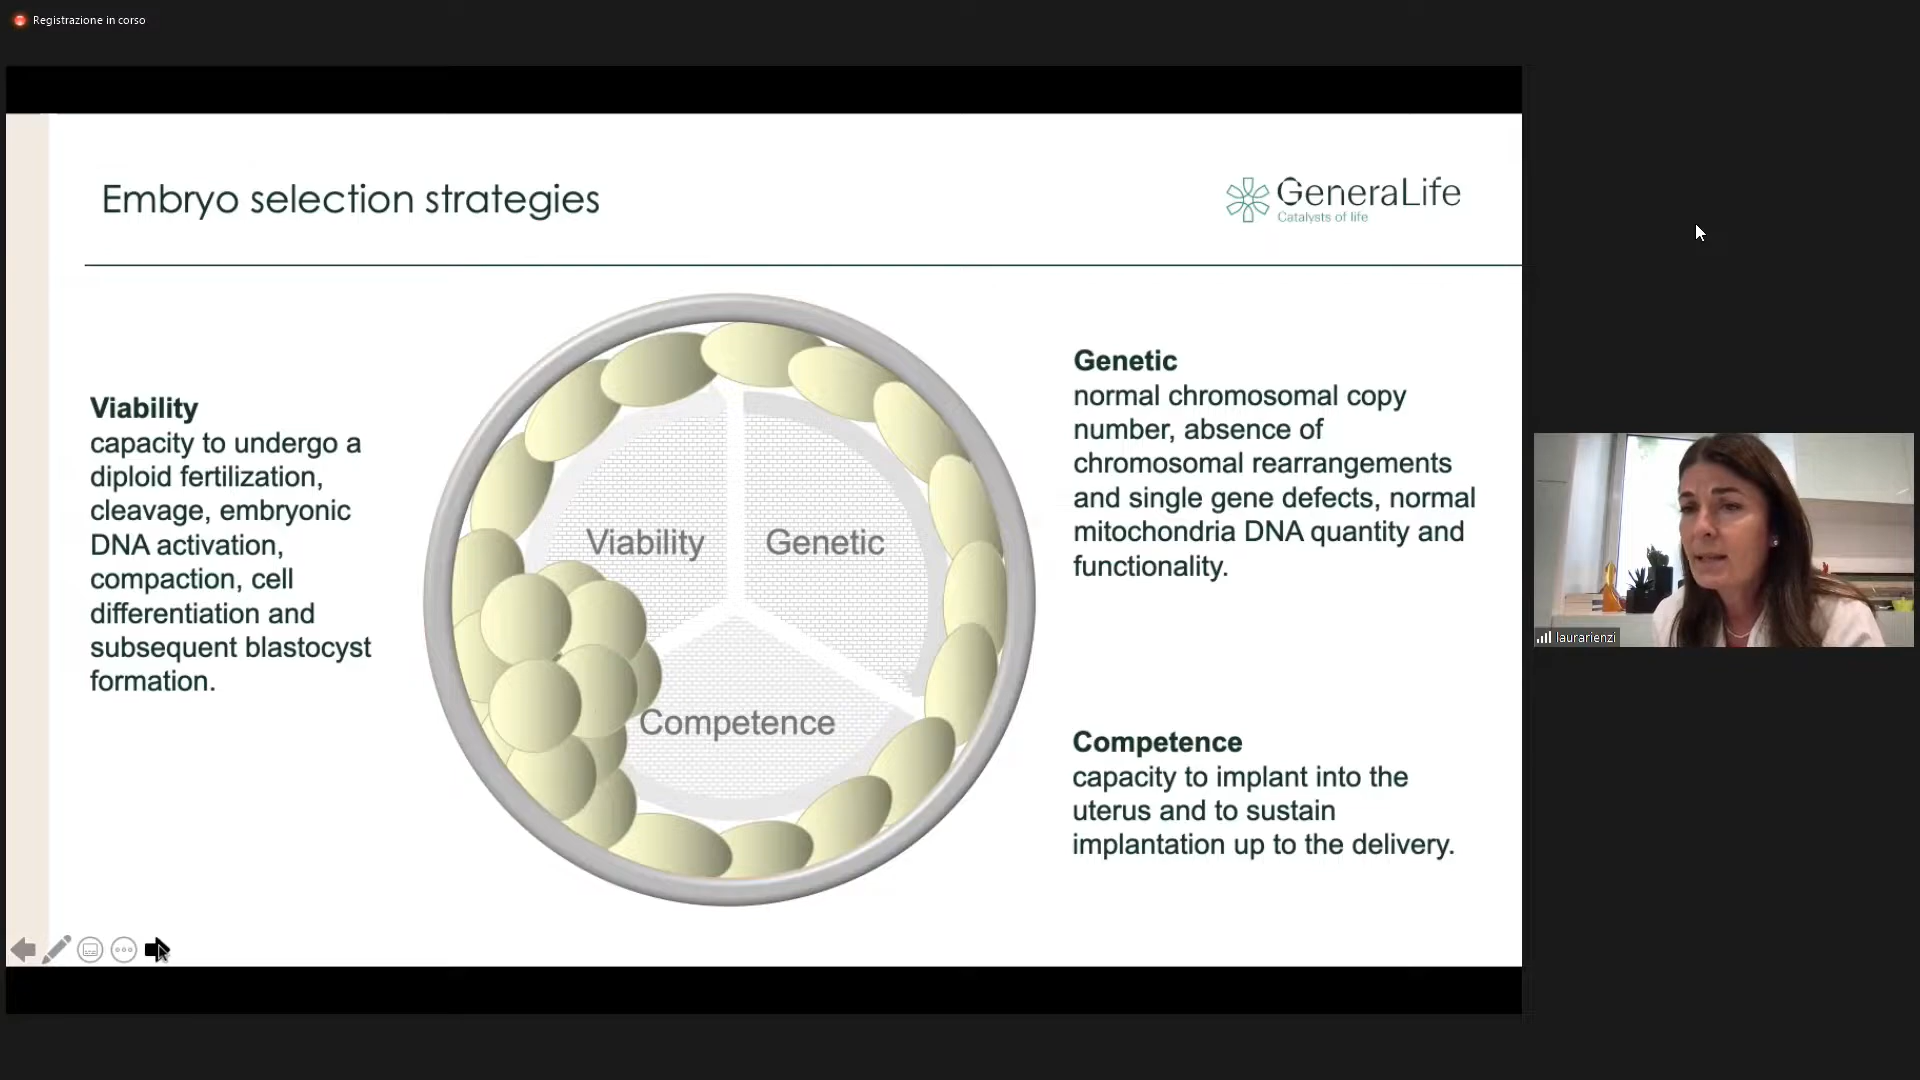 Registrazione in corso
Embryo selection strategies
GeneraLife
Catalysts of life
Viability
capacity to undergo a
diploid fertilization,
cleavage, embryonic
DNA activation,
compaction, cell
differentiation and
subsequent blastocyst
formation.
Viability
Genetic
Competence
Genetic
normal chromosomal copy
number, absence of
chromosomal rearrangements
and single gene defects, normal
mitochondria DNA quantity and
functionality.
Competence
capacity to implant into the
uterus and to sustain
implantation up to the delivery.
laurarienzi